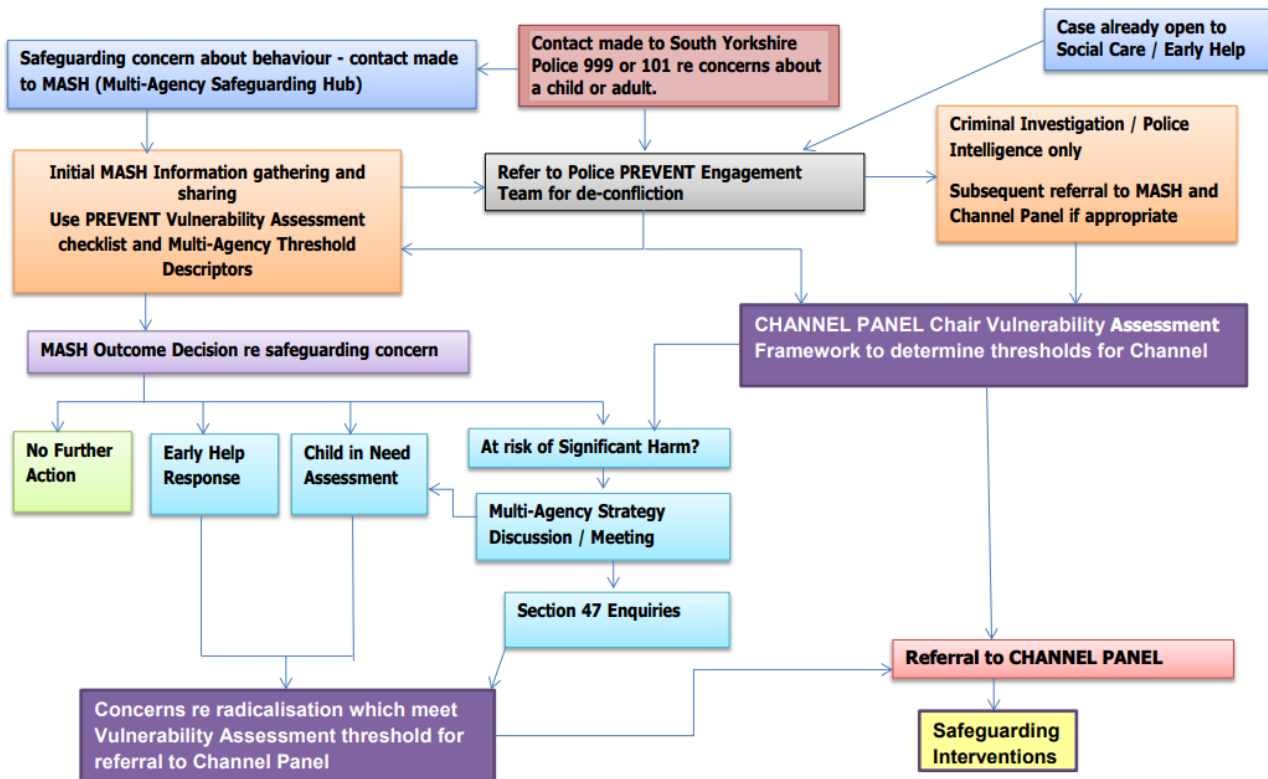 Safeguarding concern about behaviour - contact made
to MASH (Multi-Agency Safeguarding Hub)
Contact made to South Yorkshire
Police 999 or 101 re concerns about
a child or adult.
Case already open to
Social Care / Early Help
Initial MASH Information gathering and
sharing
Use PREVENT Vulnerability Assessment
checklist and Multi-Agency Threshold
Descriptors
Refer to Police PREVENT Engagement
Team for de-confliction
Criminal Investigation / Police
Intelligence only
Subsequent referral to MASH and
Channel Panel if appropriate
MASH Outcome Decision re safeguarding concern
CHANNEL PANEL Chair Vulnerability Assessment
Framework to determine thresholds for Channel
No Further
Action
Early Help
Response
Child in Need
Assessment
At risk of Significant Harm?
Multi-Agency Strategy
Discussion / Meeting
Section 47 Enquiries
Referral to CHANNEL PANEL
Concerns re radicalisation which meet
Vulnerability Assessment threshold for
referral to Channel Panel
Safeguarding
Interventions